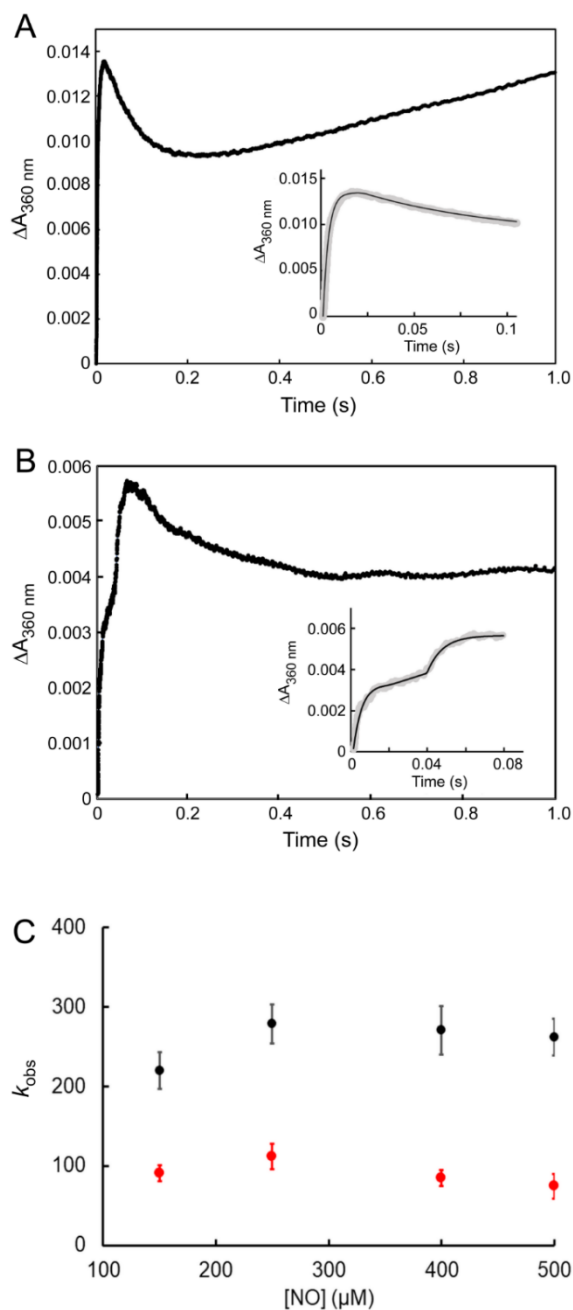 A
0.014
0.012
0.010
0.008
0.006
0.004
0.002
0
ΔA360 nm
0 0.2 0.4 0.6 0.8 1.0
Time (s)
0.015
0.010
0.005
0
ΔA360 nm
0 0.05 0.1
Time (s)
B
0.006
0.005
0.004
0.003
0.002
0.001
0
ΔA360 nm
0 0.2 0.4 0.6 0.8 1.0
Time (s)
0.006
0.004
0.002
0
ΔA360 nm
0 0.04 0.08
Time (s)
C
400
300
200
100
0
kobs
100 200 300 400 500
[NO] (μM)